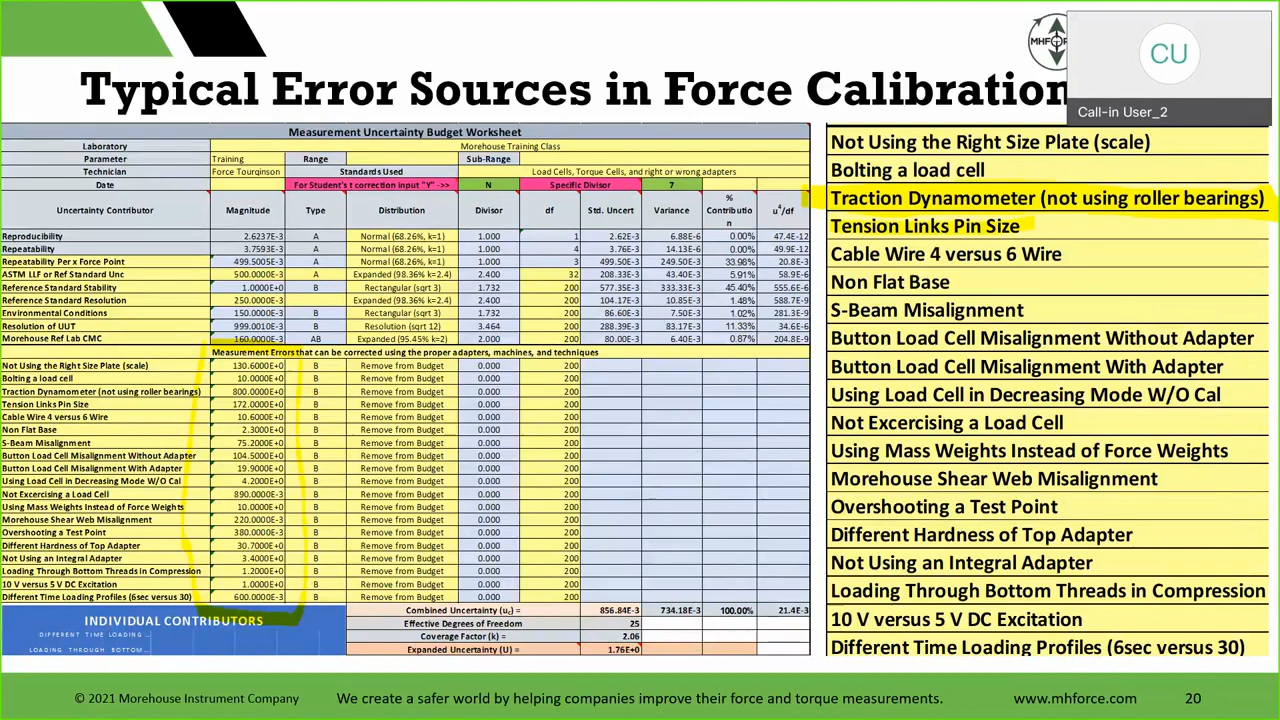 MHFORCE
CU
Call-in User_2
Typical Error Sources in Force Calibration
Measurement Uncertainty Budget Worksheet
Laboratory Morehouse Training Class
Parameter Training Range Sub-Range
Technician Force Tourqinson Standards Used Load Cells, Torque Cells, and right or wrong adapters
Date For Student's t correction input "Y" ->> N Specific Divisor 7
Uncertainty Contributor Magnitude Type Distribution Divisor df Std. Uncert Variance % Contribution u⁴/df
Reproducibility 2.6237E-3 A Normal (68.26%, k=1) 1.000 1 2.62E-3 6.88E-6 0.00% 47.4E-12
Repeatability 3.7593E-3 A Normal (68.26%, k=1) 1.000 4 3.76E-3 14.13E-6 0.00% 49.9E-12
Repeatability Per x Force Point 499.5005E-3 A Normal (68.26%, k=1) 1.000 3 499.50E-3 249.50E-3 33.98% 20.8E-3
ASTM LLF or Ref Standard Unc 500.0000E-3 A Expanded (98.36% k=2.4) 2.400 32 208.33E-3 43.40E-3 5.91% 58.9E-6
Reference Standard Stability 1.0000E+0 B Rectangular (sqrt 3) 1.732 200 577.35E-3 333.33E-3 45.40% 555.6E-6
Reference Standard Resolution 250.0000E-3 Expanded (98.36% k=2.4) 2.400 200 104.17E-3 10.85E-3 1.48% 588.7E-9
Environmental Conditions 150.0000E-3 B Rectangular (sqrt 3) 1.732 200 86.60E-3 7.50E-3 1.02% 281.3E-9
Resolution of UUT 999.0010E-3 B Resolution (sqrt 12) 3.464 200 288.39E-3 83.17E-3 11.33% 34.6E-6
Morehouse Ref Lab CMC 160.0000E-3 AB Expanded (95.45% k=2) 2.000 200 80.00E-3 6.40E-3 0.87% 204.8E-9
Measurement Errors that can be corrected using the proper adapters, machines, and techniques
Not Using the Right Size Plate (scale) 130.6000E+0 B Remove from Budget 0.000 200
Bolting a load cell 10.0000E+0 B Remove from Budget 0.000 200
Traction Dynamometer (not using roller bearings) 800.0000E+0 B Remove from Budget 0.000 200
Tension Links Pin Size 172.0000E+0 B Remove from Budget 0.000 200
Cable Wire 4 versus 6 Wire 10.6000E+0 B Remove from Budget 0.000 200
Non Flat Base 2.3000E+0 B Remove from Budget 0.000 200
S-Beam Misalignment 75.2000E+0 B Remove from Budget 0.000 200
Button Load Cell Misalignment Without Adapter 104.5000E+0 B Remove from Budget 0.000 200
Button Load Cell Misalignment With Adapter 19.9000E+0 B Remove from Budget 0.000 200
Using Load Cell in Decreasing Mode W/O Cal 4.2000E+0 B Remove from Budget 0.000 200
Not Excercising a Load Cell 890.0000E-3 B Remove from Budget 0.000 200
Using Mass Weights Instead of Force Weights 10.0000E+0 B Remove from Budget 0.000 200
Morehouse Shear Web Misalignment 220.0000E-3 B Remove from Budget 0.000 200
Overshooting a Test Point 380.0000E-3 B Remove from Budget 0.000 200
Different Hardness of Top Adapter 30.7000E+0 B Remove from Budget 0.000 200
Not Using an Integral Adapter 3.4000E+0 B Remove from Budget 0.000 200
Loading Through Bottom Threads in Compression 1.2000E+0 B Remove from Budget 0.000 200
10 V versus 5 V DC Excitation 1.0000E+0 B Remove from Budget 0.000 200
Different Time Loading Profiles (6sec versus 30) 600.0000E-3 B Remove from Budget 0.000 200
Combined Uncertainty (uc) = 856.84E-3 734.18E-3 100.00% 21.4E-3
Effective Degrees of Freedom 25
Coverage Factor (k) = 2.06
Expanded Uncertainty (U) = 1.76E+0
INDIVIDUAL CONTRIBUTORS
DIFFERENT TIME LOADING ...
LOADING THROUGH BOTTOM...
Not Using the Right Size Plate (scale)
Bolting a load cell
Traction Dynamometer (not using roller bearings)
Tension Links Pin Size
Cable Wire 4 versus 6 Wire
Non Flat Base
S-Beam Misalignment
Button Load Cell Misalignment Without Adapter
Button Load Cell Misalignment With Adapter
Using Load Cell in Decreasing Mode W/O Cal
Not Excercising a Load Cell
Using Mass Weights Instead of Force Weights
Morehouse Shear Web Misalignment
Overshooting a Test Point
Different Hardness of Top Adapter
Not Using an Integral Adapter
Loading Through Bottom Threads in Compression
10 V versus 5 V DC Excitation
Different Time Loading Profiles (6sec versus 30)
© 2021 Morehouse Instrument Company We create a safer world by helping companies improve their force and torque measurements. www.mhforce.com 20